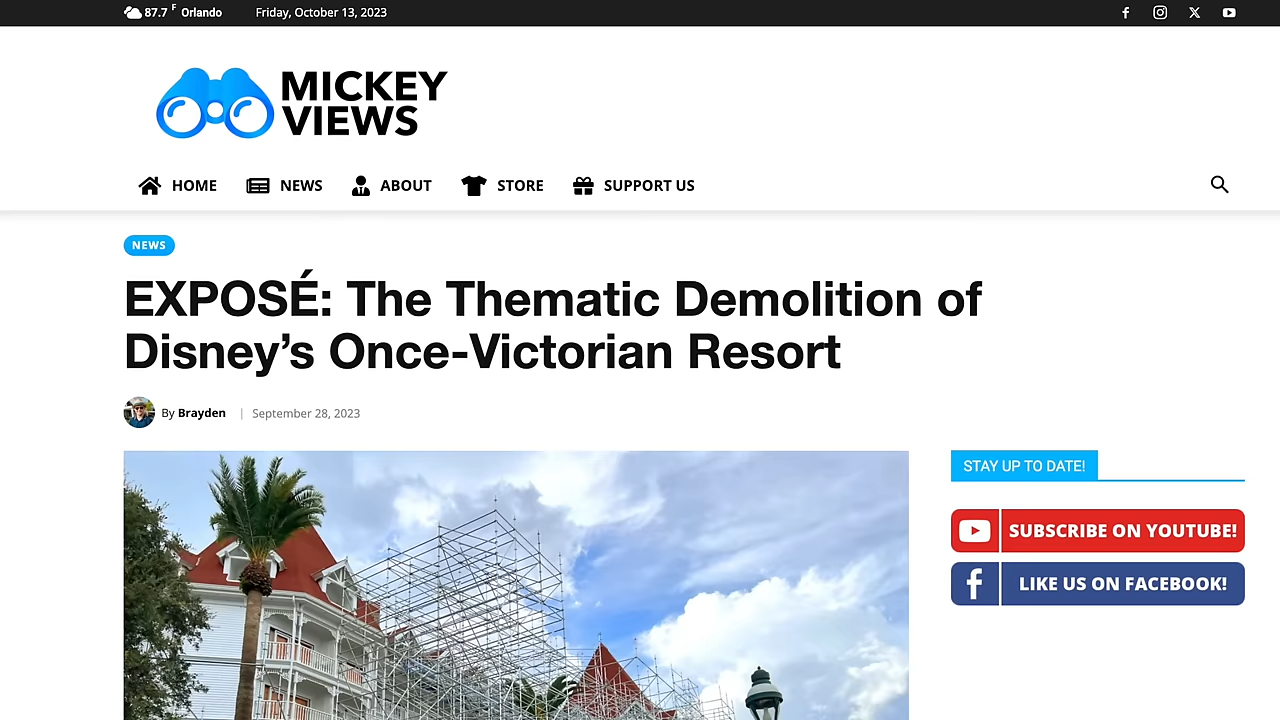 87.7 F Orlando Friday, October 13, 2023
MICKEY
VIEWS
HOME NEWS ABOUT STORE SUPPORT US
NEWS
EXPOSÉ: The Thematic Demolition of
Disney’s Once-Victorian Resort
By Brayden | September 28, 2023
STAY UP TO DATE!
SUBSCRIBE ON YOUTUBE!
LIKE US ON FACEBOOK!